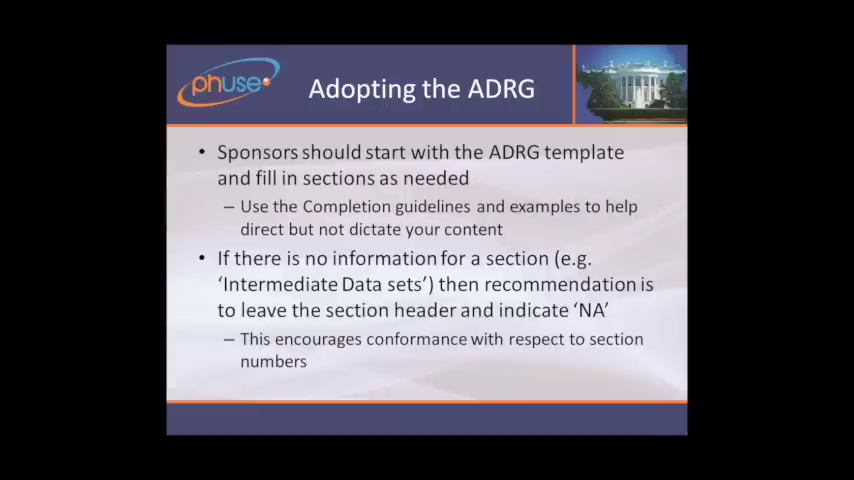 phuse
Adopting the ADRG
• Sponsors should start with the ADRG template
and fill in sections as needed
– Use the Completion guidelines and examples to help
direct but not dictate your content
• If there is no information for a section (e.g.
‘Intermediate Data sets’) then recommendation is
to leave the section header and indicate ‘NA’
– This encourages conformance with respect to section
numbers